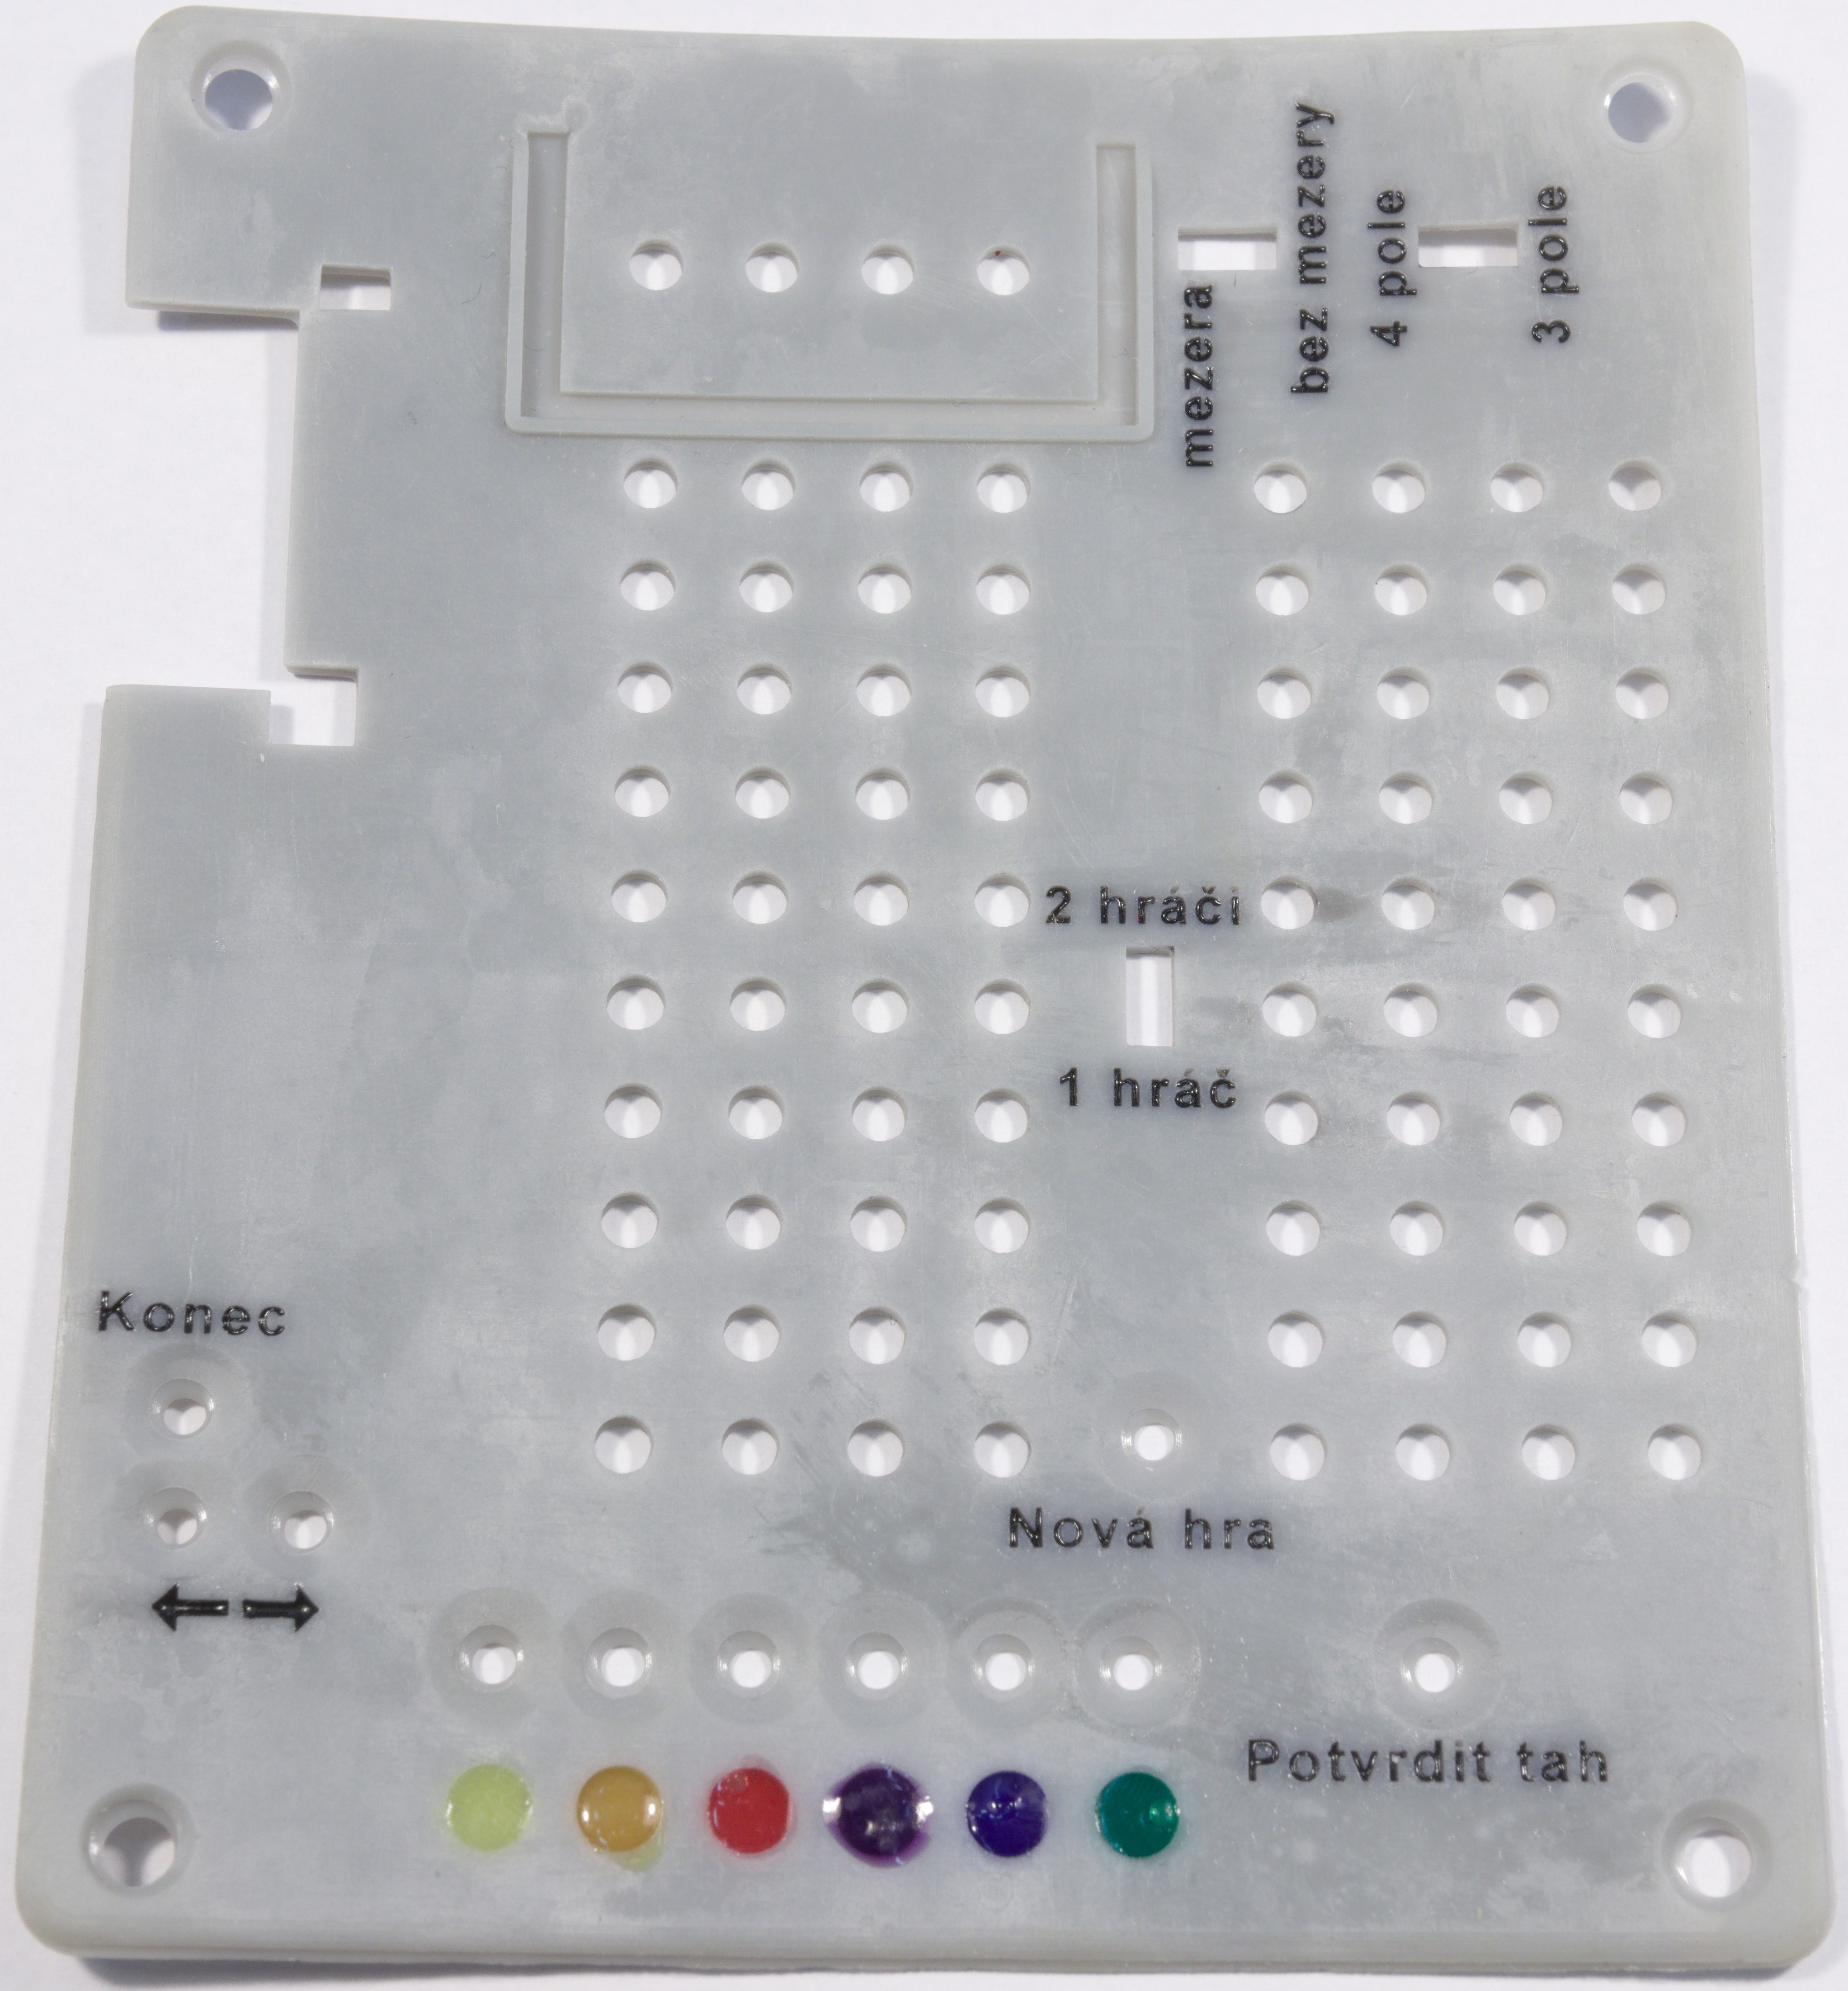 mezera
bez mezery
4 pole
3 pole
2 hráči
1 hráč
Konec
Nová hra
Potvrdit tah